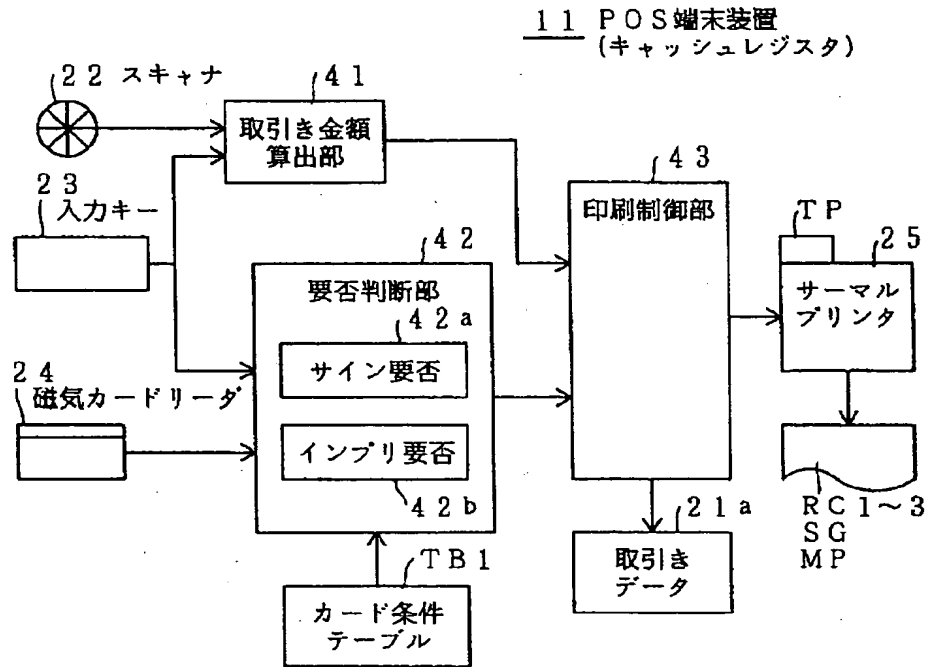 11 POS端末装置
(キャッシュレジスタ)
22 スキャナ
41
取引き金額
算出部
23
入力キー
43
印刷制御部
TP
25
サーマル
プリンタ
42
要否判断部
42a
サイン要否
24
磁気カードリーダ
インプリ要否
42b
RC1~3
SG
MP
21a
取引き
データ
TB1
カード条件
テーブル